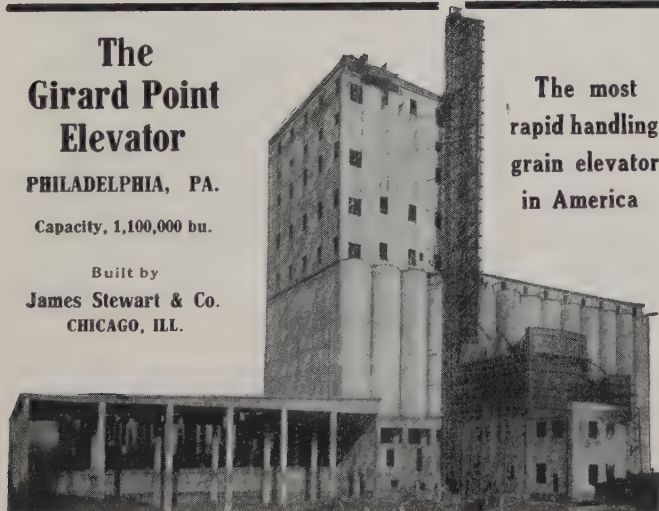 The
Girard Point
Elevator
PHILADELPHIA, PA.
Capacity, 1,100,000 bu.
Built by
James Stewart & Co.
CHICAGO, ILL.
The most
rapid handling
grain elevator
in America